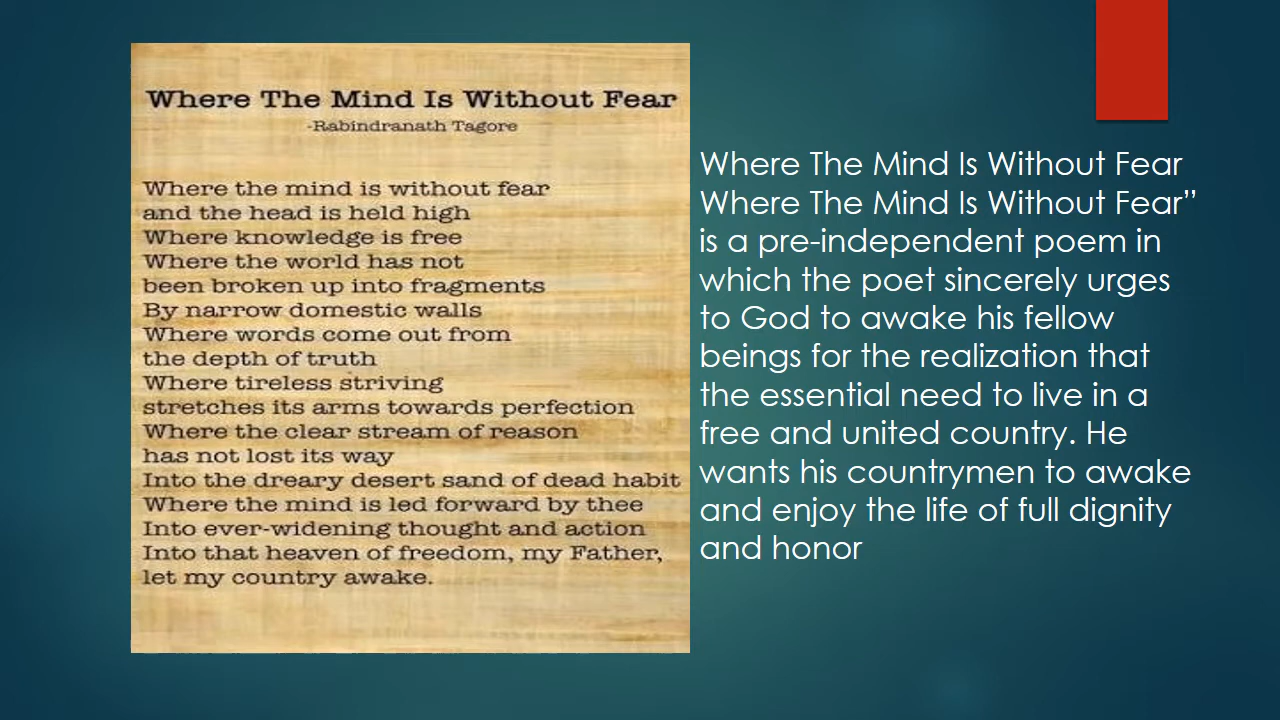 Where The Mind Is Without Fear
-Rabindranath Tagore
Where the mind is without fear
and the head is held high
Where knowledge is free
Where the world has not
been broken up into fragments
By narrow domestic walls
Where words come out from
the depth of truth
Where tireless striving
stretches its arms towards perfection
Where the clear stream of reason
has not lost its way
Into the dreary desert sand of dead habit
Where the mind is led forward by thee
Into ever-widening thought and action
Into that heaven of freedom, my Father,
let my country awake.
Where The Mind Is Without Fear
Where The Mind Is Without Fear”
is a pre-independent poem in
which the poet sincerely urges
to God to awake his fellow
beings for the realization that
the essential need to live in a
free and united country. He
wants his countrymen to awake
and enjoy the life of full dignity
and honor